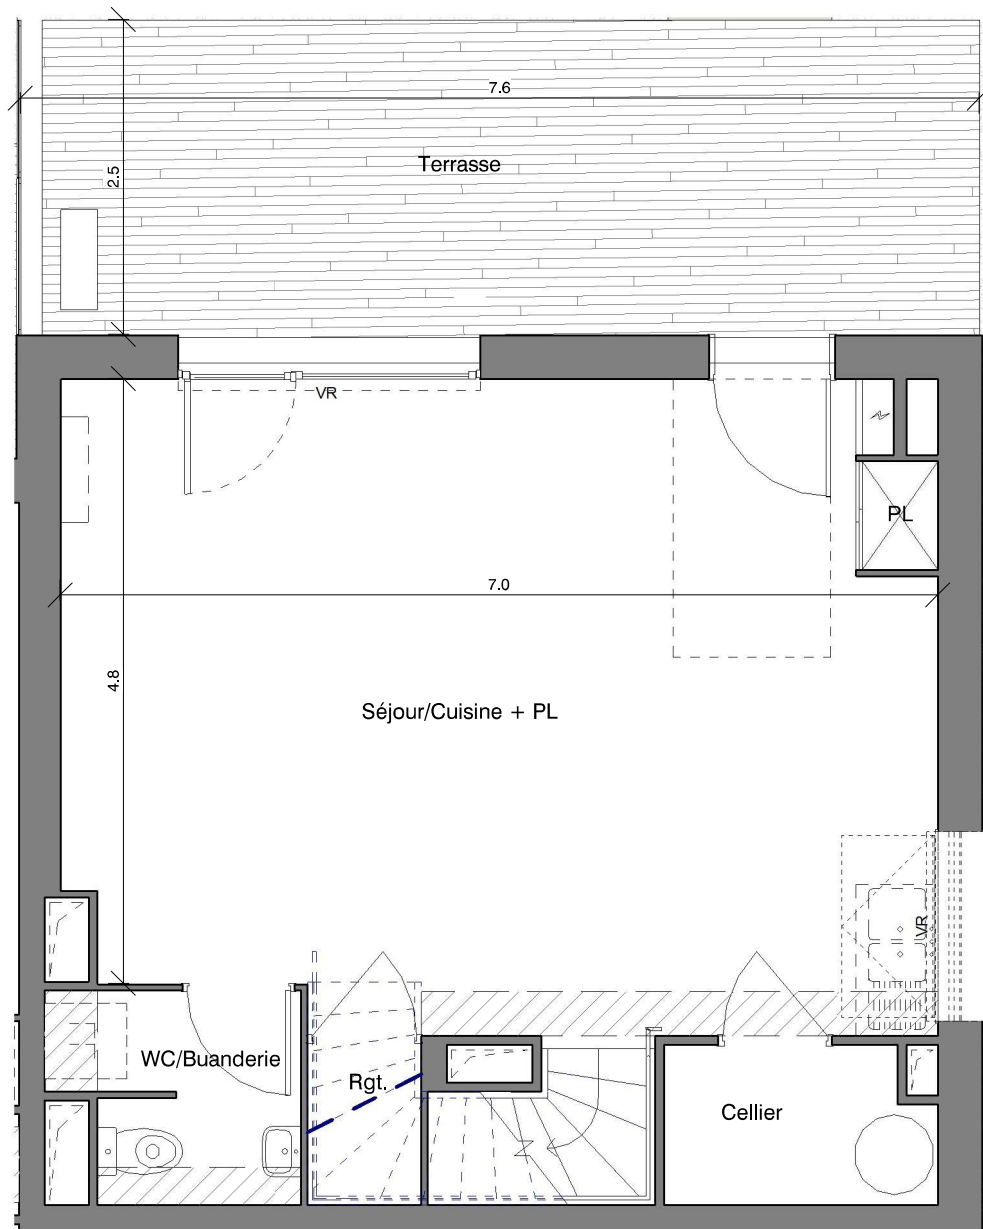 7.6
Terrasse
2.5
VR
PL
7.0
4.8
Séjour/Cuisine + PL
VR
WC/Buanderie
Rgt.
Cellier